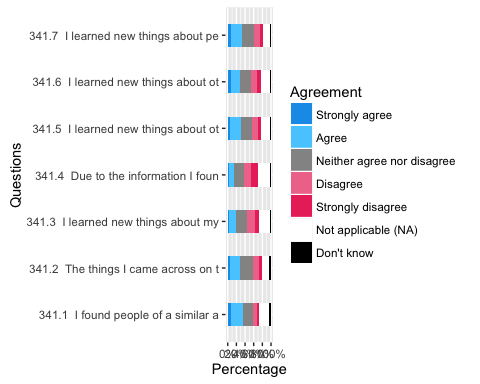 341.7 I learned new things about pe
341.6 I learned new things about ot
341.5 I learned new things about ot
341.4 Due to the information I foun
341.3 I learned new things about my
341.2 The things I came across on t
341.1 I found people of a similar a
Questions
Percentage
Agreement
Strongly agree
Agree
Neither agree nor disagree
Disagree
Strongly disagree
Not applicable (NA)
Don't know